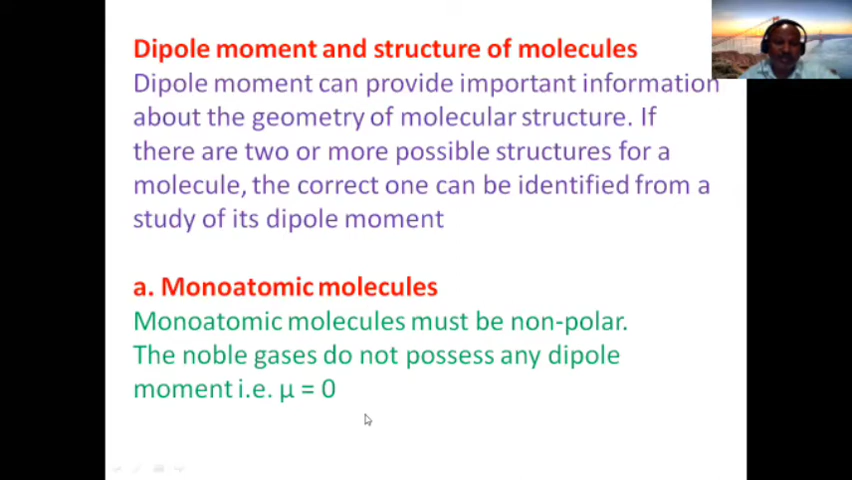 Dipole moment and structure of molecules
Dipole moment can provide important information
about the geometry of molecular structure. If
there are two or more possible structures for a
molecule, the correct one can be identified from a
study of its dipole moment
a. Monoatomic molecules
Monoatomic molecules must be non-polar.
The noble gases do not possess any dipole
moment i.e. μ = 0